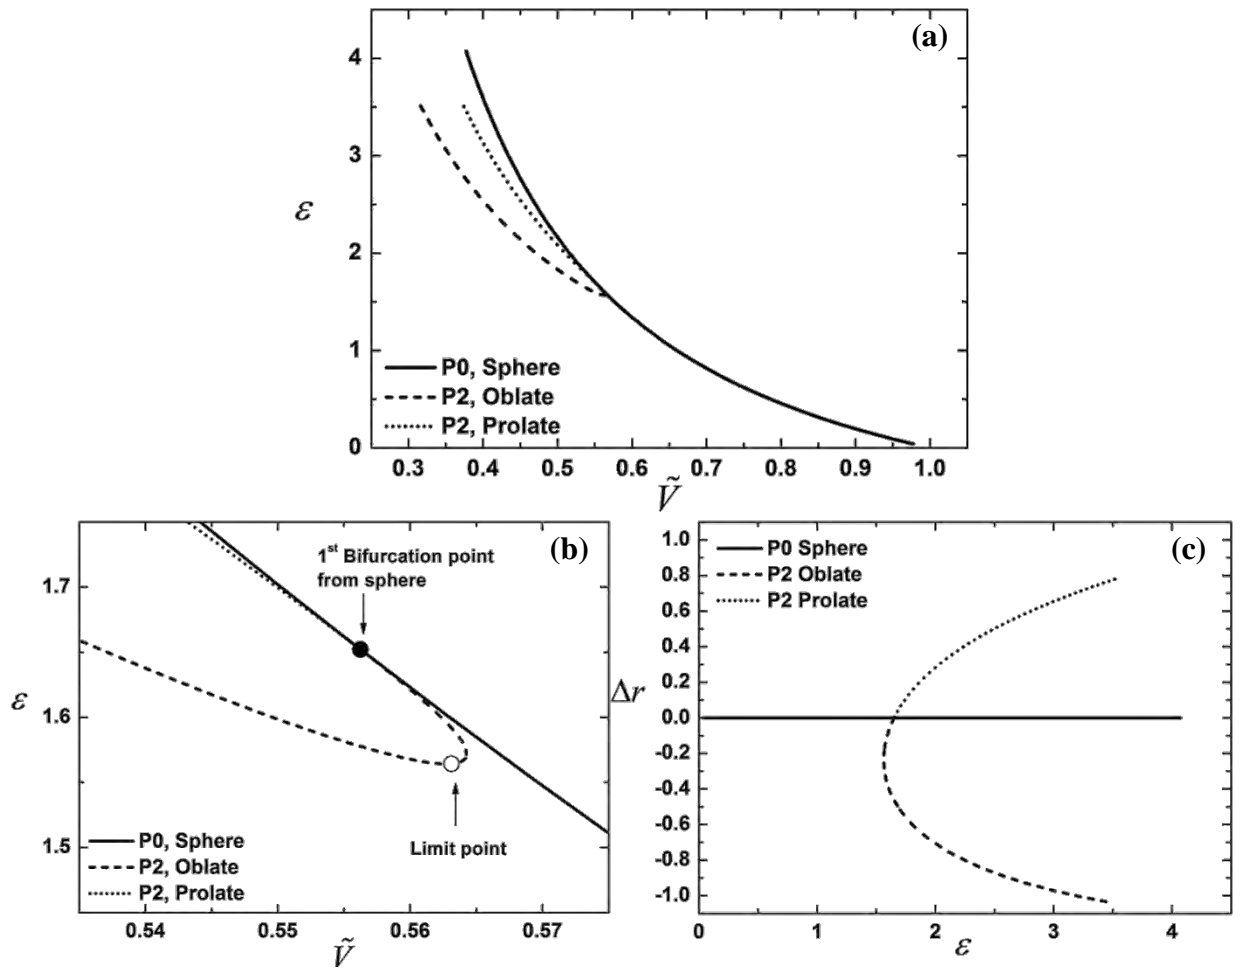 (a)
4
3
2
1
0
ε
P0, Sphere
P2, Oblate
P2, Prolate
0.3 0.4 0.5 0.6 0.7 0.8 0.9 1.0
Ṽ
(b)
1st Bifurcation point
from sphere
1.7
1.6
1.5
ε
Limit point
P0, Sphere
P2, Oblate
P2, Prolate
0.54 0.55 0.56 0.57
Ṽ
(c)
1.0
0.8
0.6
0.4
0.2
0.0
-0.2
-0.4
-0.6
-0.8
-1.0
Δr
P0 Sphere
P2 Oblate
P2 Prolate
0 1 2 3 4
ε